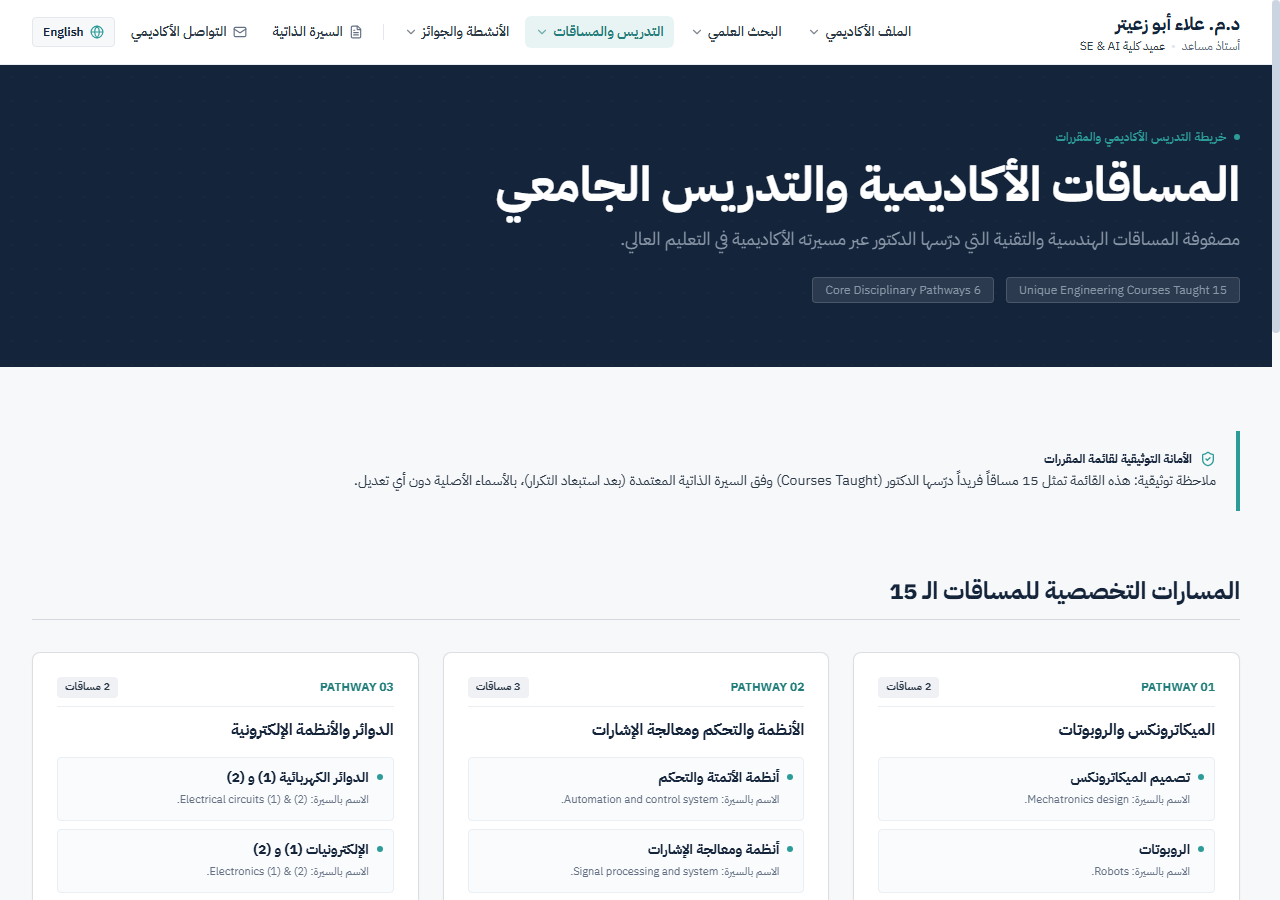 د.م. علاء أبو زعيتر
أستاذ مساعد · عميد كلية SE & AI
الملف الأكاديمي
البحث العلمي
التدريس والمساقات
الأنشطة والجوائز
السيرة الذاتية
التواصل الأكاديمي
English
خريطة التدريس الأكاديمي والمقررات
المساقات الأكاديمية والتدريس الجامعي
مصفوفة المساقات الهندسية والتقنية التي درّسها الدكتور عبر مسيرته الأكاديمية في التعليم العالي.
Unique Engineering Courses Taught 15
Core Disciplinary Pathways 6
الأمانة التوثيقية لقائمة المقررات
ملاحظة توثيقية: هذه القائمة تمثل 15 مساقاً فريداً درّسها الدكتور (Courses Taught) وفق السيرة الذاتية المعتمدة (بعد استبعاد التكرار)، بالأسماء الأصلية دون أي تعديل.
المسارات التخصصية للمساقات الـ 15
PATHWAY 01
2 مساقات
الميكاترونكس والروبوتات
تصميم الميكاترونكس
الاسم بالسيرة: Mechatronics design.
الروبوتات
الاسم بالسيرة: Robots.
PATHWAY 02
3 مساقات
الأنظمة والتحكم ومعالجة الإشارات
أنظمة الأتمتة والتحكم
الاسم بالسيرة: Automation and control system.
أنظمة ومعالجة الإشارات
الاسم بالسيرة: Signal processing and system.
PATHWAY 03
2 مساقات
الدوائر والأنظمة الإلكترونية
الدوائر الكهربائية (1) و (2)
الاسم بالسيرة: Electrical circuits (1) & (2).
الإلكترونيات (1) و (2)
الاسم بالسيرة: Electronics (1) & (2).